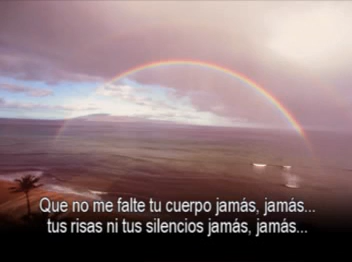 Que no me falte tu cuerpo jamás, jamás...
tus risas ni tus silencios jamás, jamás...